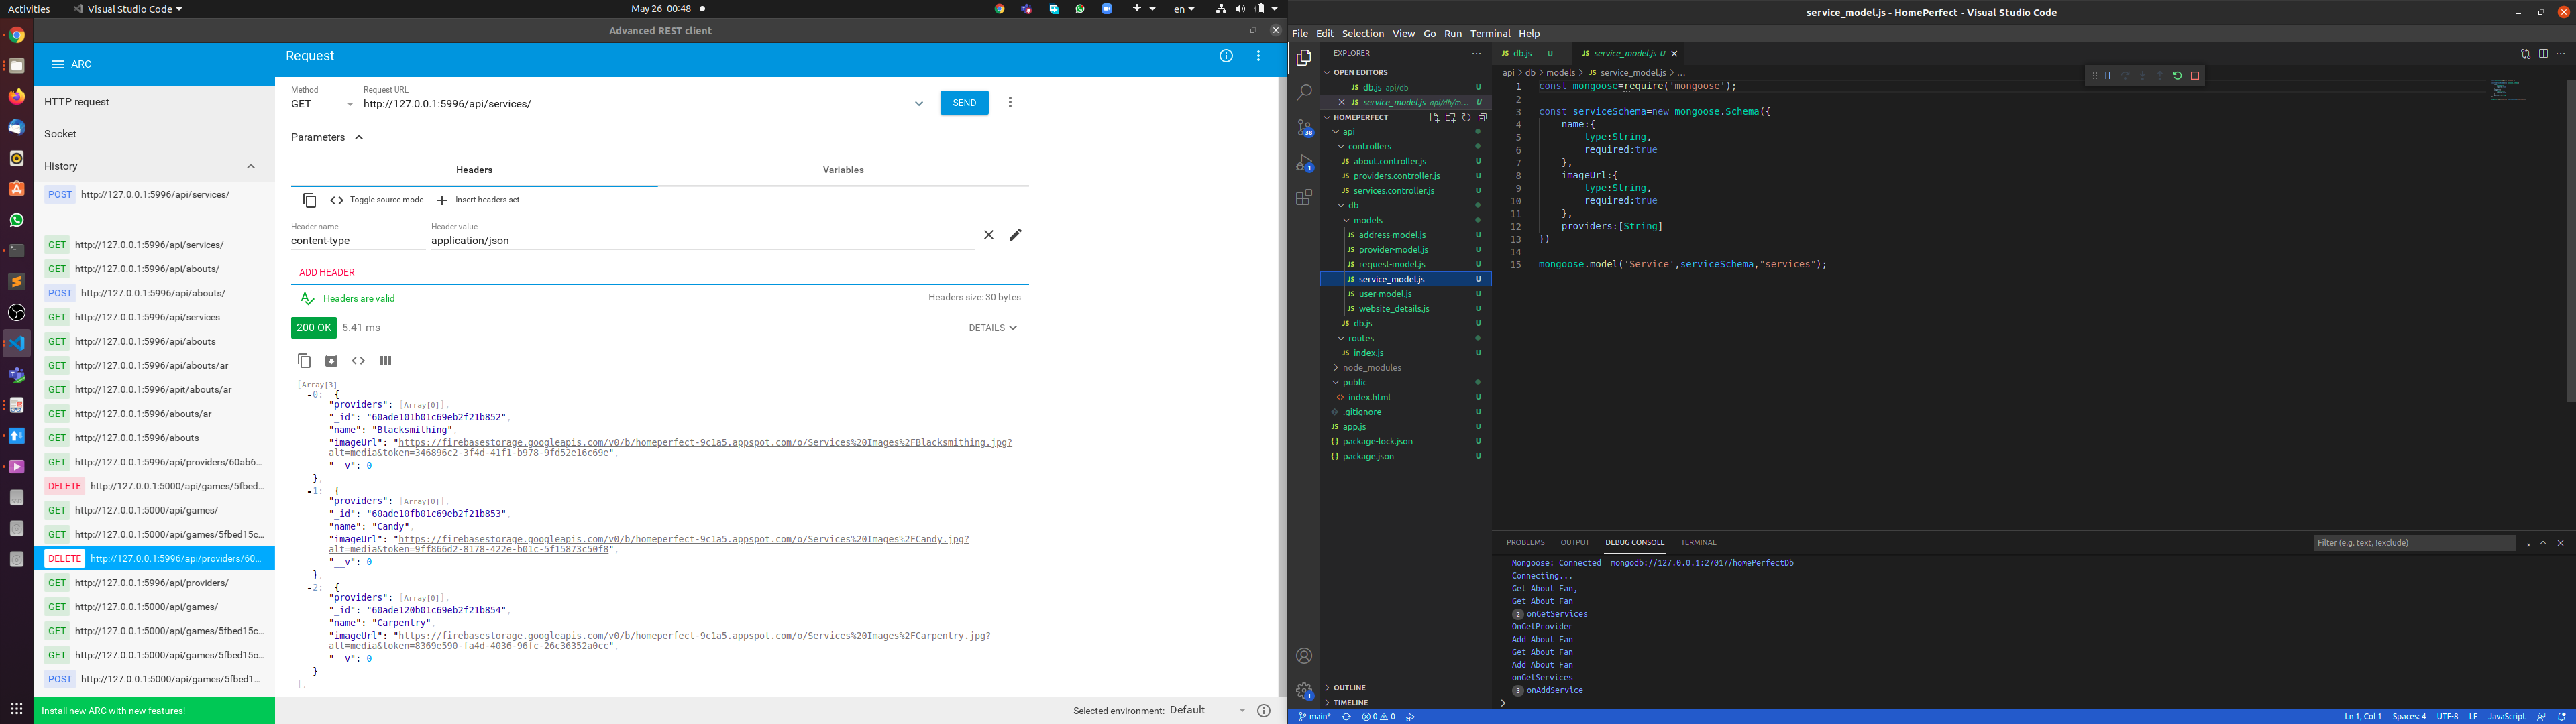 Activities
Visual Studio Code
May 26 00:48
en
Advanced REST client
ARC
Request
HTTP request
Socket
History
POST http://127.0.0.1:5996/api/services/
GET http://127.0.0.1:5996/api/services/
GET http://127.0.0.1:5996/api/abouts/
POST http://127.0.0.1:5996/api/abouts/
GET http://127.0.0.1:5996/api/services
GET http://127.0.0.1:5996/api/abouts
GET http://127.0.0.1:5996/api/abouts/ar
GET http://127.0.0.1:5996/apit/abouts/ar
GET http://127.0.0.1:5996/abouts/ar
GET http://127.0.0.1:5996/abouts
GET http://127.0.0.1:5996/api/providers/60ab6...
DELETE http://127.0.0.1:5000/api/games/5fbed...
GET http://127.0.0.1:5000/api/games/
GET http://127.0.0.1:5000/api/games/5fbed15c...
DELETE http://127.0.0.1:5996/api/providers/60...
GET http://127.0.0.1:5996/api/providers/
GET http://127.0.0.1:5000/api/games/
GET http://127.0.0.1:5000/api/games/5fbed15c...
GET http://127.0.0.1:5000/api/games/5fbed15c...
POST http://127.0.0.1:5000/api/games/5fbed1...
Install new ARC with new features!
Method
GET
Request URL
http://127.0.0.1:5996/api/services/
SEND
Parameters
Headers
Variables
Toggle source mode
Insert headers set
Header name
content-type
Header value
application/json
ADD HEADER
Headers are valid
Headers size: 30 bytes
200 OK
5.41 ms
DETAILS
[Array[3]
-0: {
"providers": [Array[0]],
"_id": "60ade101b01c69eb2f21b852",
"name": "Blacksmithing",
"imageUrl": "https://firebasestorage.googleapis.com/v0/b/homeperfect-9c1a5.appspot.com/o/Services%20Images%2FBlacksmithing.jpg?
alt=media&token=346896c2-3f4d-41f1-b978-9fd52e16c69e",
"__v": 0
},
-1: {
"providers": [Array[0]],
"_id": "60ade10fb01c69eb2f21b853",
"name": "Candy",
"imageUrl": "https://firebasestorage.googleapis.com/v0/b/homeperfect-9c1a5.appspot.com/o/Services%20Images%2FCandy.jpg?
alt=media&token=9ff866d2-8178-422e-b01c-5f15873c50f8",
"__v": 0
},
-2: {
"providers": [Array[0]],
"_id": "60ade120b01c69eb2f21b854",
"name": "Carpentry",
"imageUrl": "https://firebasestorage.googleapis.com/v0/b/homeperfect-9c1a5.appspot.com/o/Services%20Images%2FCarpentry.jpg?
alt=media&token=8369e590-fa4d-4036-96fc-26c36352a0cc",
"__v": 0
}
],
Selected environment: Default
service_model.js - HomePerfect - Visual Studio Code
File Edit Selection View Go Run Terminal Help
EXPLORER
OPEN EDITORS
db.js api/db U
service_model.js api/db/m... U
HOMEPERFECT
api
controllers
about.controller.js U
providers.controller.js U
services.controller.js U
db
models
address-model.js U
provider-model.js U
request-model.js U
service_model.js U
user-model.js U
website_details.js U
db.js U
routes
index.js U
node_modules
public
index.html U
.gitignore U
app.js U
package-lock.json U
package.json U
OUTLINE
TIMELINE
38
1
1
db.js U
service_model.js U
api > db > models > service_model.js > ...
1 const mongoose=require('mongoose');
2
3 const serviceSchema=new mongoose.Schema({
4 name:{
5 type:String,
6 required:true
7 },
8 imageUrl:{
9 type:String,
10 required:true
11 },
12 providers:[String]
13 })
14
15 mongoose.model('Service',serviceSchema,"services");
PROBLEMS OUTPUT DEBUG CONSOLE TERMINAL
Filter (e.g. text, !exclude)
Mongoose: Connected mongodb://127.0.0.1:27017/homePerfectDb
Connecting...
Get About Fan,
Get About Fan
2 onGetServices
OnGetProvider
Add About Fan
Get About Fan
Add About Fan
onGetServices
3 onAddService
main*
0 0
Ln 1, Col 1
Spaces: 4
UTF-8
LF
JavaScript